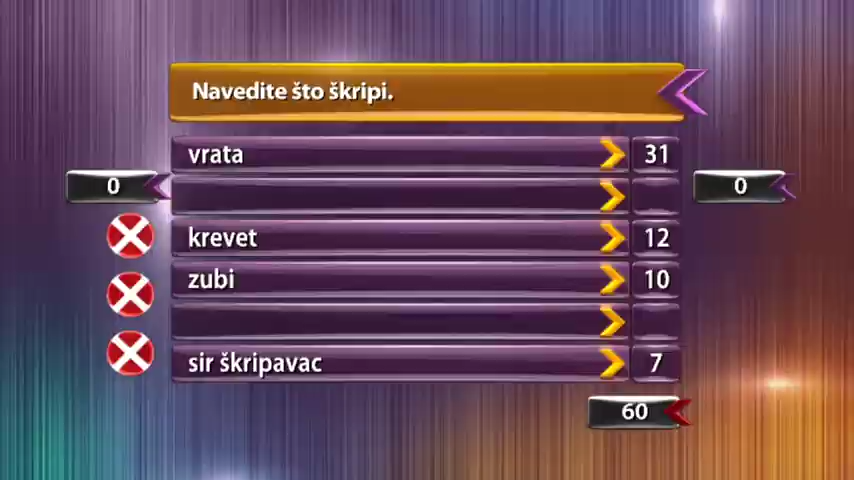 Navedite što škripi.
vrata 31
0
0
krevet 12
zubi 10
sir škripavac 7
60